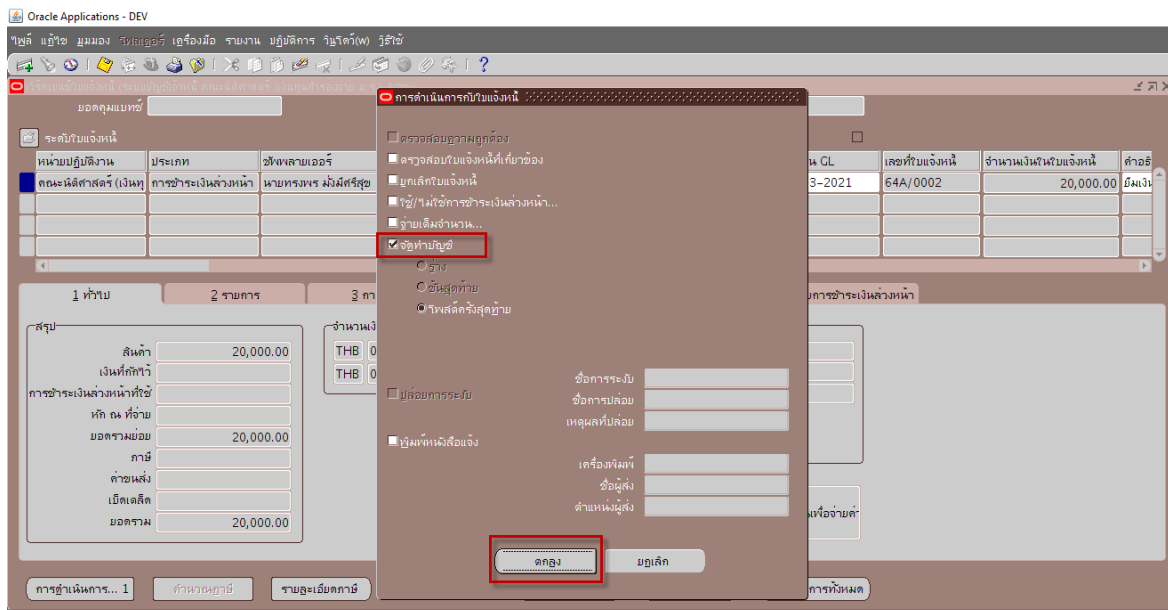 Oracle Applications - DEV
ไฟล์ แก้ไข มุมมอง โฟลเดอร์ เครื่องมือ รายงาน ปฏิบัติการ วินโดว์(w) วิธีใช้
ยอดคุมแบทช์
การดำเนินการกับใบแจ้งหนี้
ระดับใบแจ้งหนี้
หน่วยปฏิบัติงาน ประเภท ซัพพลายเออร์ น GL เลขที่ใบแจ้งหนี้ จำนวนเงินในใบแจ้งหนี้ คำอธิ
คณะนิติศาสตร์ (เงินทุ การชำระเงินล่วงหน้า นายทรงพร มั่งมีศรีสุข 3-2021 64A/0002 20,000.00 ยืมเงิน
ตรวจสอบความถูกต้อง
ตรวจสอบใบแจ้งหนี้ที่เกี่ยวข้อง
ยกเลิกใบแจ้งหนี้
ใช้/ไม่ใช้การชำระเงินล่วงหน้า...
จ่ายเต็มจำนวน...
จัดทำบัญชี
ร่าง
ขั้นสุดท้าย
โพสต์ครั้งสุดท้าย
1 ทั่วไป 2 รายการ 3 กา มการชำระเงินล่วงหน้า
สรุป
จำนวนเงิ
สินค้า 20,000.00 THB 0
เงินที่กักไว้ THB 0
การชำระเงินล่วงหน้าที่ใช้
หัก ณ ที่จ่าย
ยอดรวมย่อย 20,000.00
ภาษี
ค่าขนส่ง
เบ็ดเตล็ด
ยอดรวม 20,000.00
ชื่อการระงับ
ปล่อยการระงับ ชื่อการปล่อย
เหตุผลที่ปล่อย
พิมพ์หนังสือแจ้ง
เครื่องพิมพ์
ชื่อผู้ส่ง
ตำแหน่งผู้ส่ง
นเพื่อจ่ายค่า
ตกลง ยกเลิก
การดำเนินการ... 1 คำนวณภาษี รายละเอียดภาษี การทั้งหมด